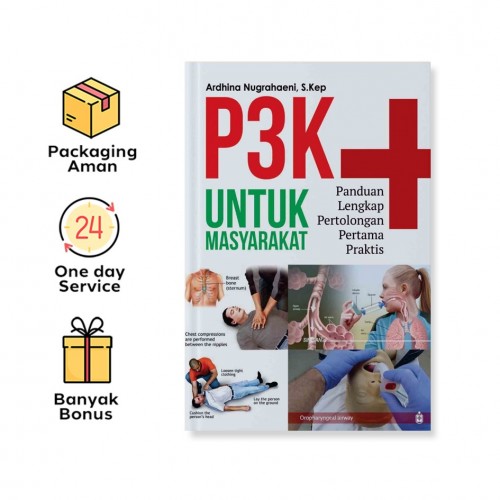 Packaging
Aman
24
One day
Service
Banyak
Bonus
Ardhina Nugrahaeni, S.Kep
P3K
UNTUK
MASYARAKAT
Panduan
Lengkap
Pertolongan
Pertama
Praktis
Breast
bone
(sternum)
Chest compressions
are performed
between the nipples
Loosen tight
clothing
Lay the person
on the ground
Cushion the
person's head
Oropharyngeal airway